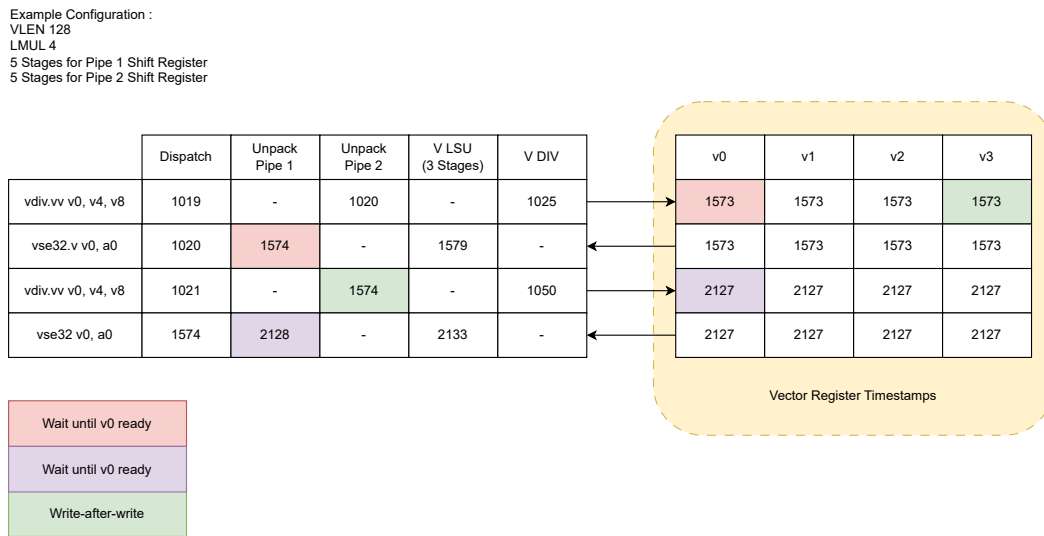 Example Configuration :
VLEN 128
LMUL 4
5 Stages for Pipe 1 Shift Register
5 Stages for Pipe 2 Shift Register
Dispatch Unpack Pipe 1 Unpack Pipe 2 V LSU (3 Stages) V DIV v0 v1 v2 v3
vdiv.vv v0, v4, v8 1019 - 1020 - 1025 1573 1573 1573 1573
vse32.v v0, a0 1020 1574 - 1579 - 1573 1573 1573 1573
vdiv.vv v0, v4, v8 1021 - 1574 - 1050 2127 2127 2127 2127
vse32 v0, a0 1574 2128 - 2133 - 2127 2127 2127 2127
Vector Register Timestamps
Wait until v0 ready
Wait until v0 ready
Write-after-write